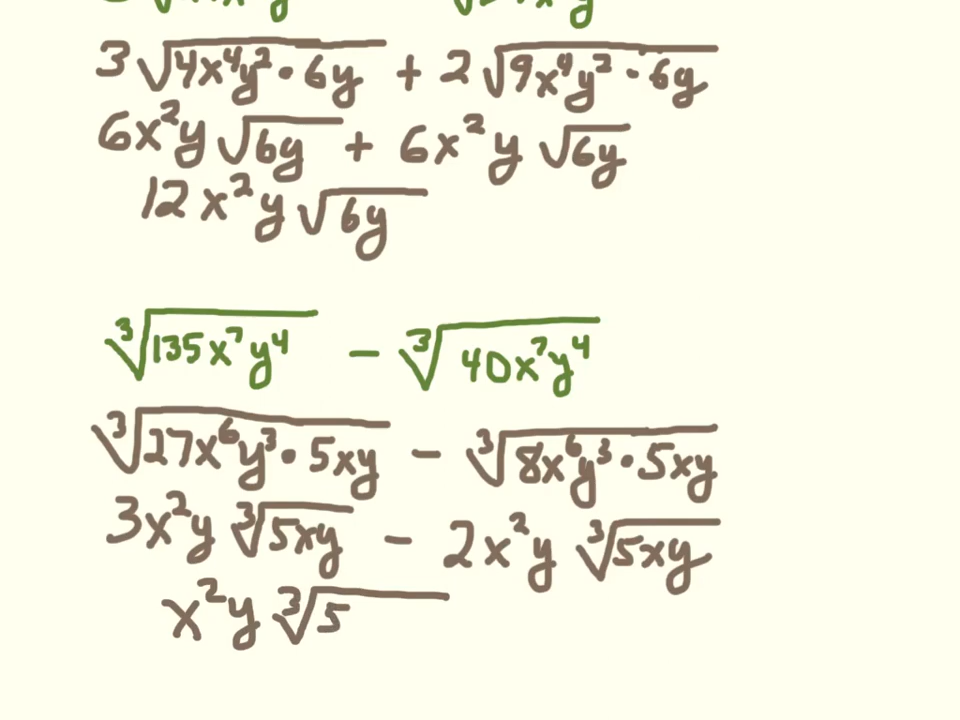 3√4x⁴y²·6y + 2√9x⁴y²·6y
6x²y√6y + 6x²y√6y
12x²y√6y
∛135x⁷y⁴ - ∛40x⁷y⁴
∛27x⁶y³·5xy - ∛8x⁶y³·5xy
3x²y∛5xy - 2x²y∛5xy
x²y∛5